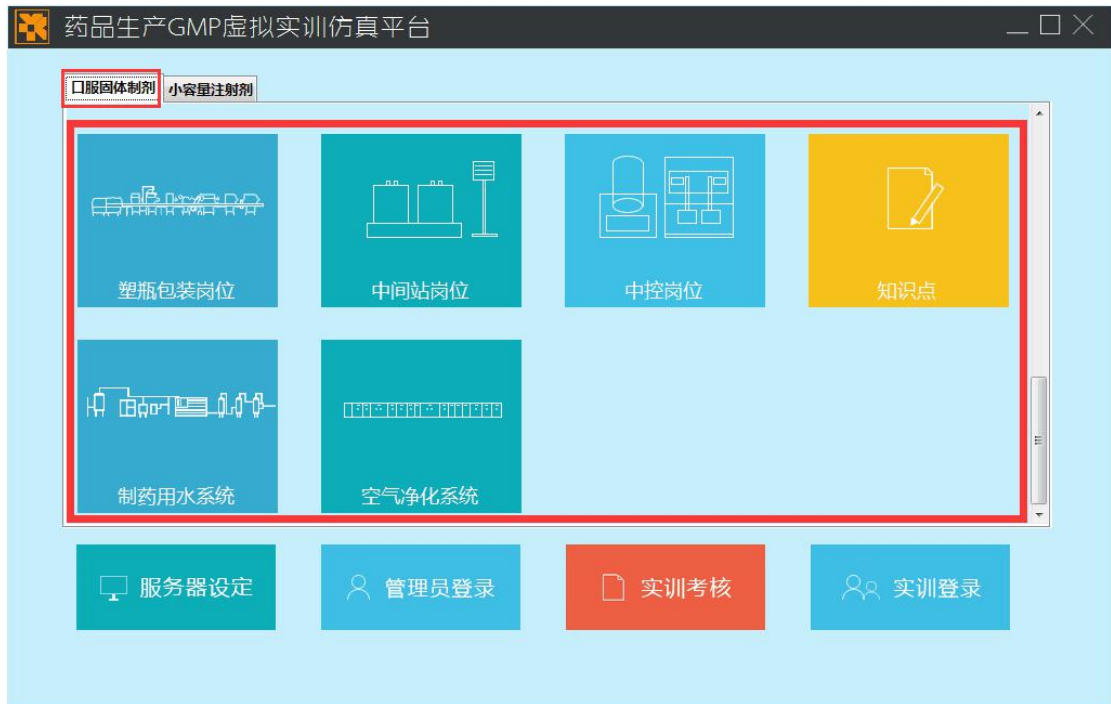 药品生产GMP虚拟实训仿真平台
口服固体制剂 小容量注射剂
塑瓶包装岗位 中间站岗位 中控岗位 知识点
制药用水系统 空气净化系统
服务器设定 管理员登录 实训考核 实训登录